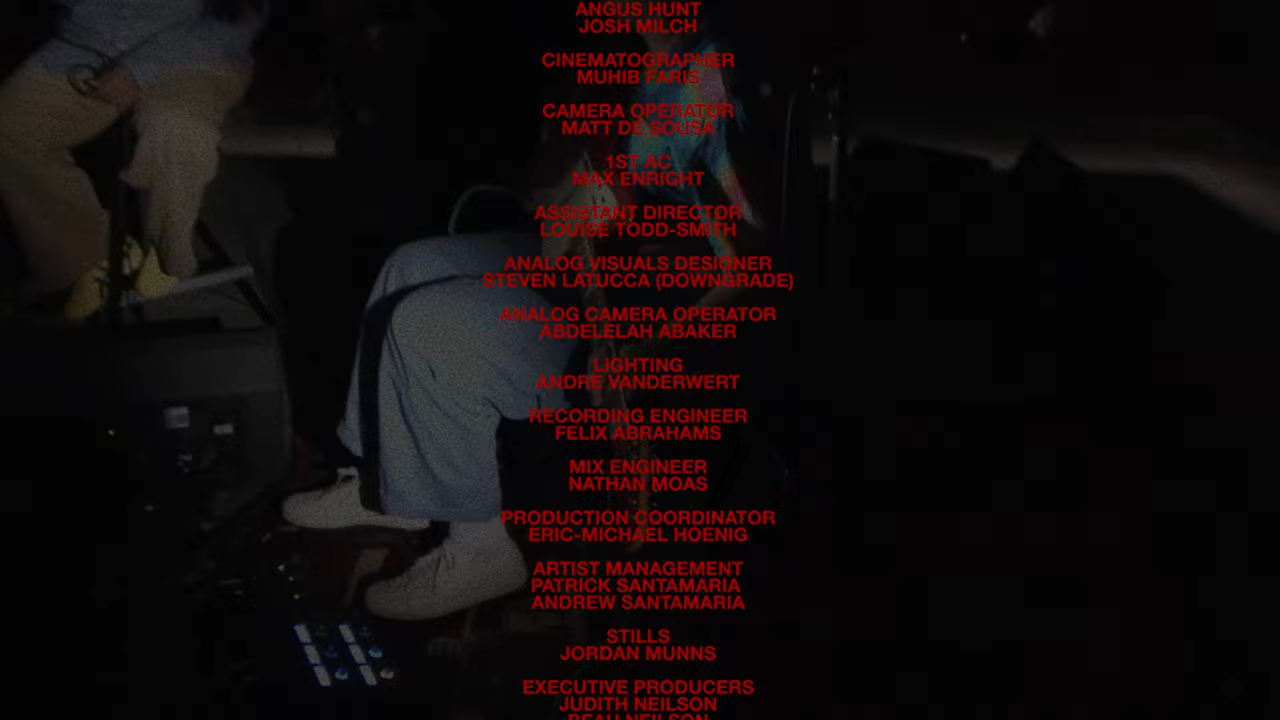 ANGUS HUNT
JOSH MILCH
CINEMATOGRAPHER
MUHIB FARIS
CAMERA OPERATOR
MATT DE SOUSA
1ST AC
MAX ENRIGHT
ASSISTANT DIRECTOR
LOUISE TODD-SMITH
ANALOG VISUALS DESIGNER
STEVEN LATUCCA (DOWNGRADE)
ANALOG CAMERA OPERATOR
ABDELELAH ABAKER
LIGHTING
ANDRE VANDERWERT
RECORDING ENGINEER
FELIX ABRAHAMS
MIX ENGINEER
NATHAN MOAS
PRODUCTION COORDINATOR
ERIC-MICHAEL HOENIG
ARTIST MANAGEMENT
PATRICK SANTAMARIA
ANDREW SANTAMARIA
STILLS
JORDAN MUNNS
EXECUTIVE PRODUCERS
JUDITH NEILSON
BEAU NEILSON